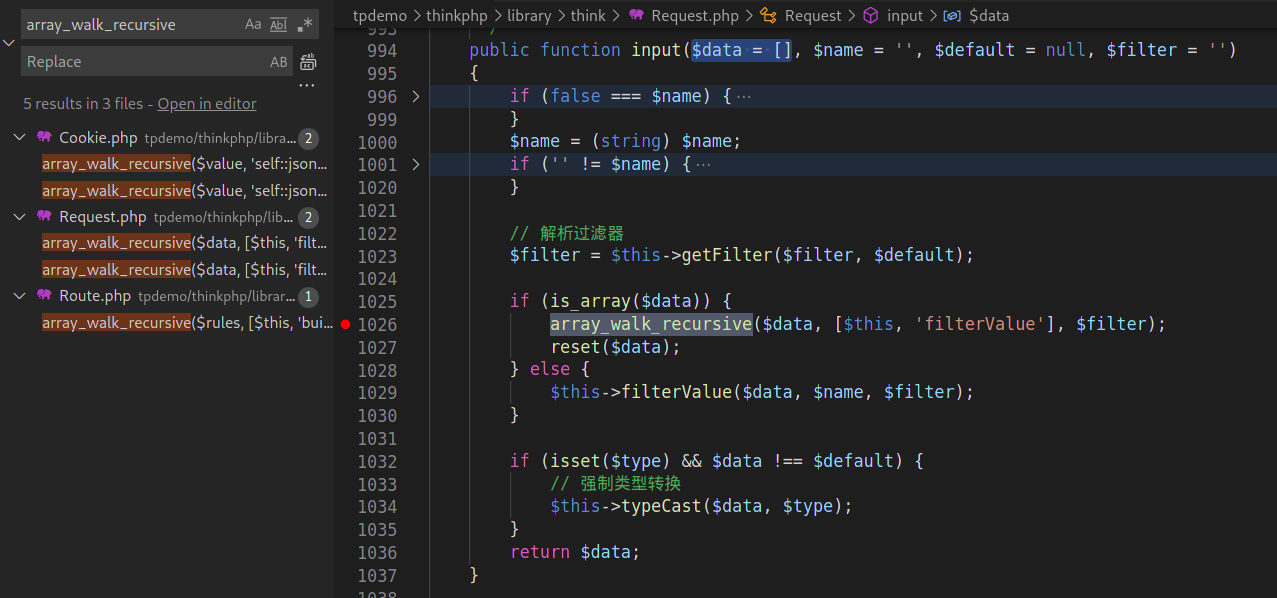 array_walk_recursive Aa Ab| .*
Replace AB
...
5 results in 3 files - Open in editor
Cookie.php tpdemo/thinkphp/libra... 2
array_walk_recursive($value, 'self::json...
array_walk_recursive($value, 'self::json...
Request.php tpdemo/thinkphp/lib... 2
array_walk_recursive($data, [$this, 'filt...
array_walk_recursive($data, [$this, 'filt...
Route.php tpdemo/thinkphp/librar... 1
array_walk_recursive($rules, [$this, 'bui...
tpdemo > thinkphp > library > think > Request.php > Request > input > $data
993 */
994 public function input($data = [], $name = '', $default = null, $filter = '')
995 {
996 if (false === $name) { ...
999 }
1000 $name = (string) $name;
1001 if ('' != $name) { ...
1020 }
1021
1022 // 解析过滤器
1023 $filter = $this->getFilter($filter, $default);
1024
1025 if (is_array($data)) {
1026 array_walk_recursive($data, [$this, 'filterValue'], $filter);
1027 reset($data);
1028 } else {
1029 $this->filterValue($data, $name, $filter);
1030 }
1031
1032 if (isset($type) && $data !== $default) {
1033 // 强制类型转换
1034 $this->typeCast($data, $type);
1035 }
1036 return $data;
1037 }
1038